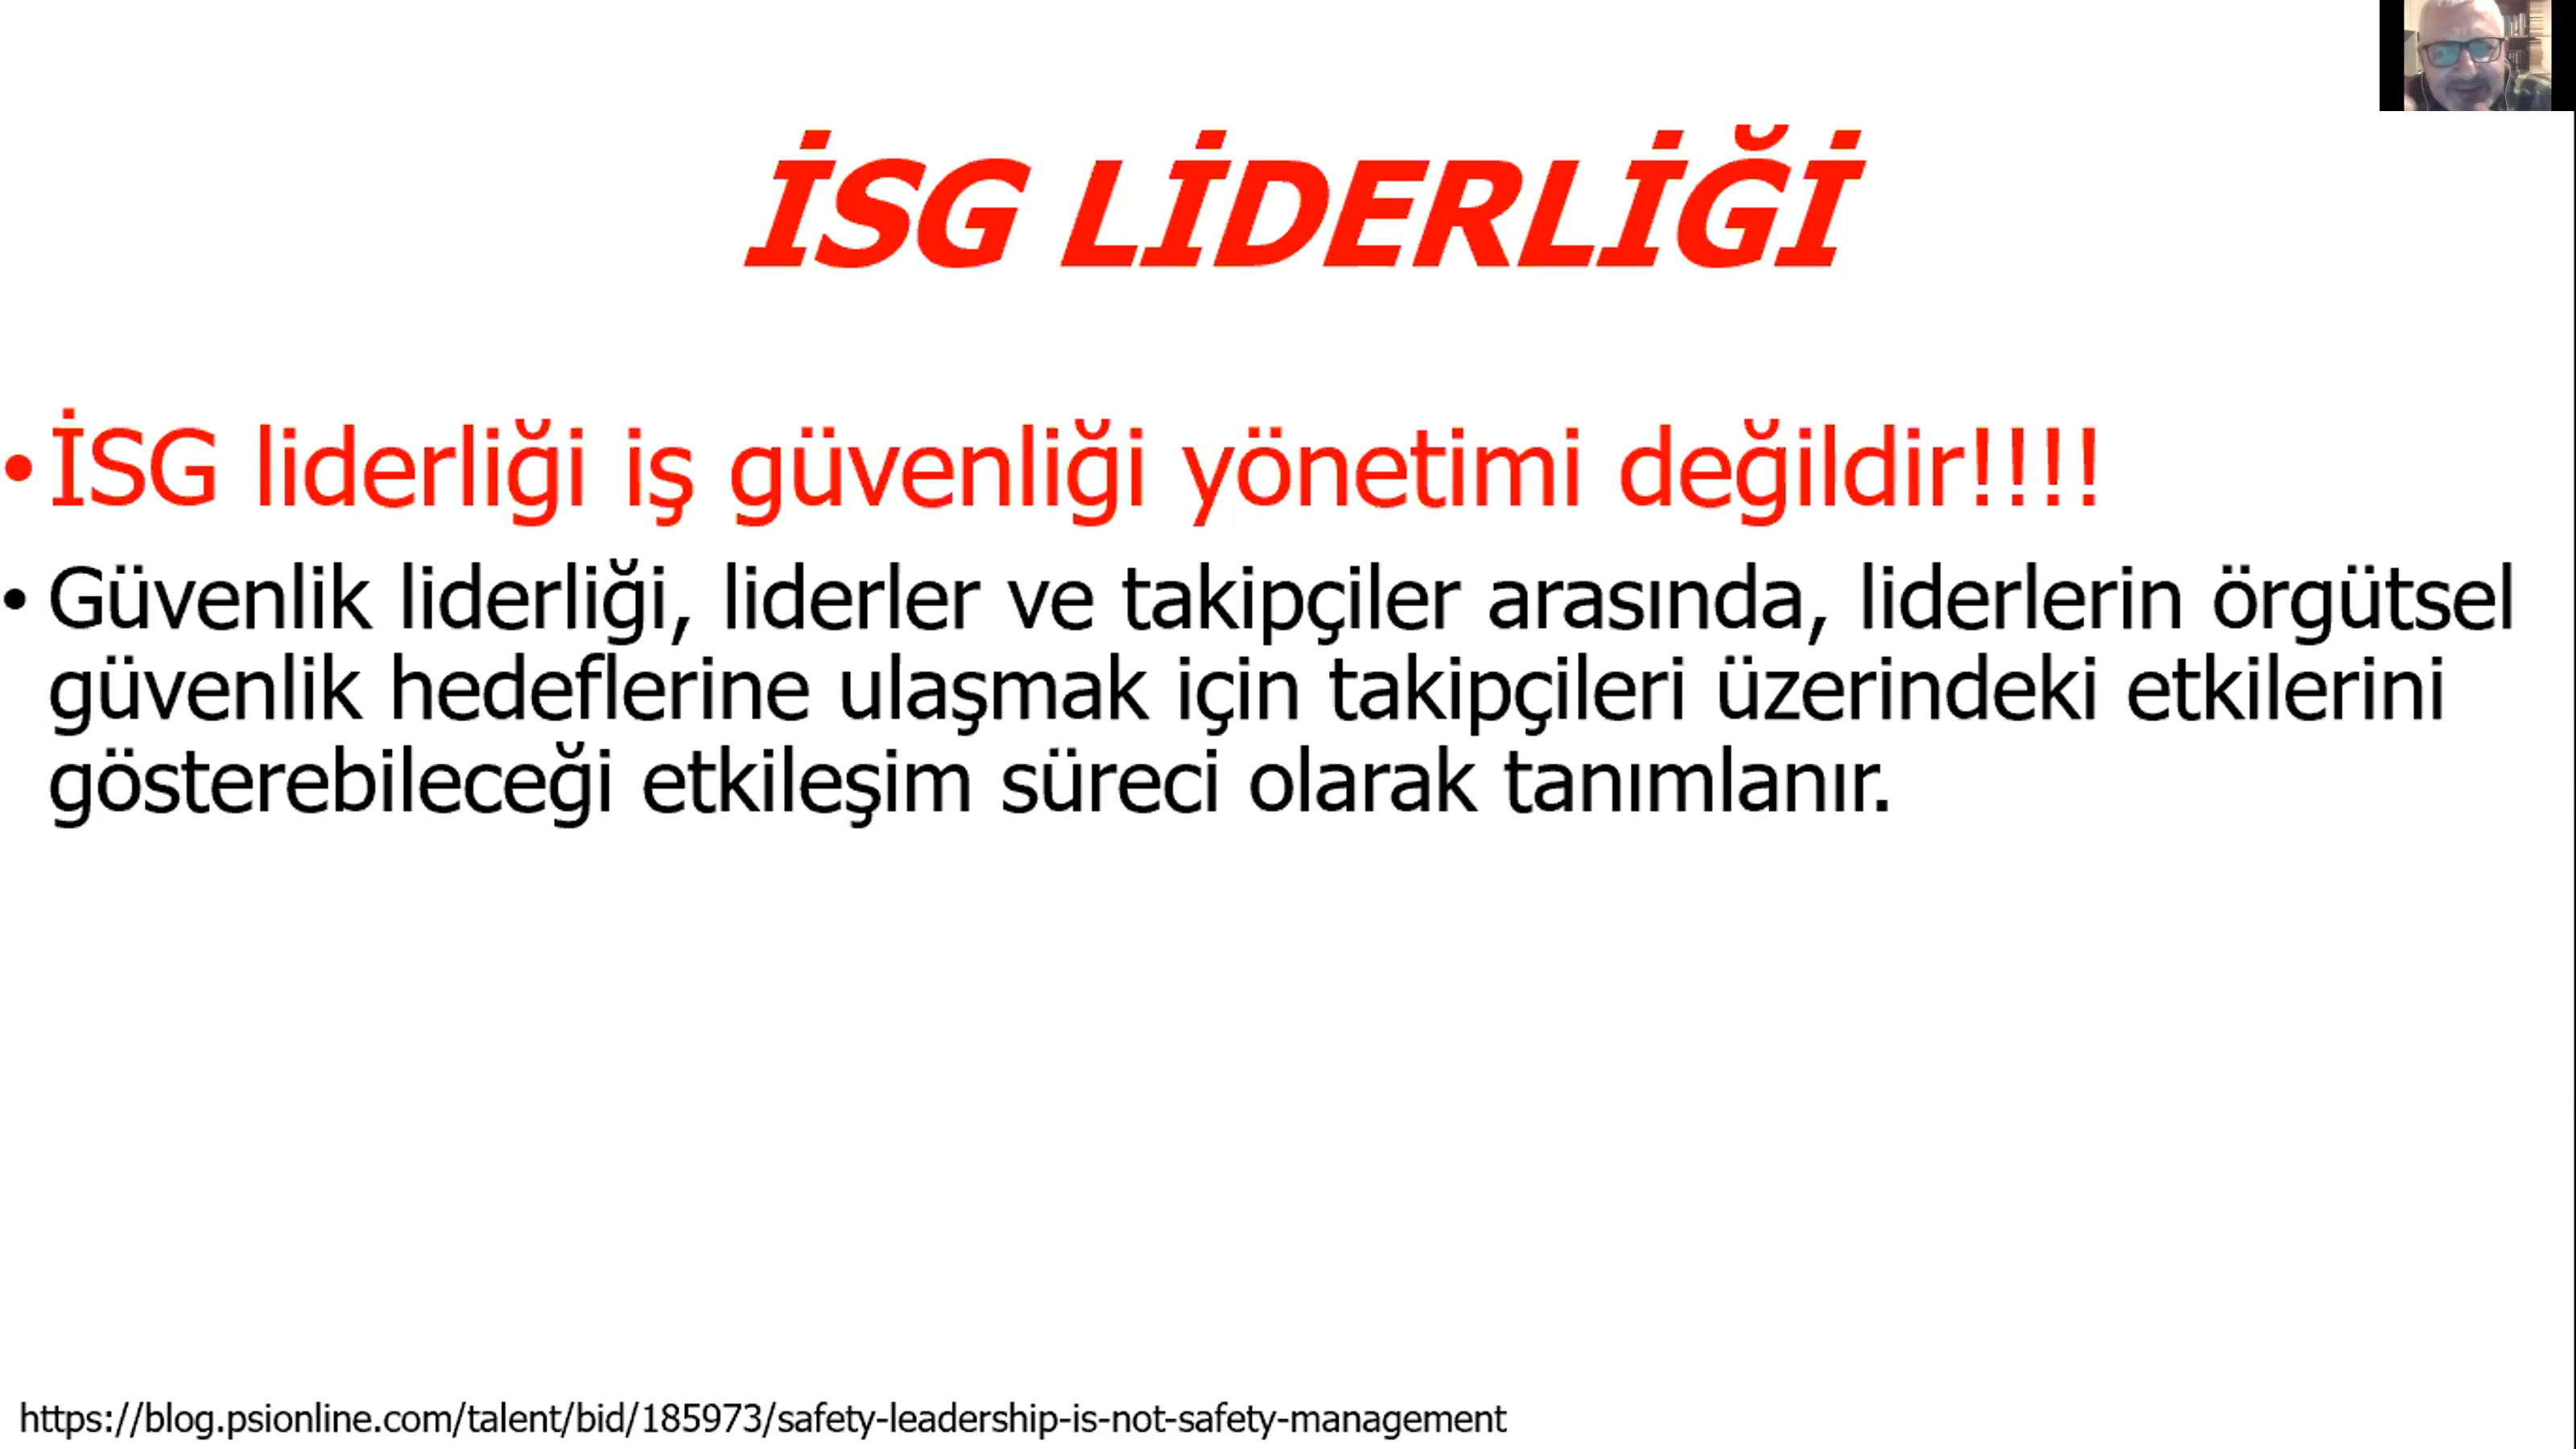 İSG LİDERLİĞİ
• İSG liderliği iş güvenliği yönetimi değildir!!!!
• Güvenlik liderliği, liderler ve takipçiler arasında, liderlerin örgütsel
güvenlik hedeflerine ulaşmak için takipçileri üzerindeki etkilerini
gösterebileceği etkileşim süreci olarak tanımlanır.
https://blog.psionline.com/talent/bid/185973/safety-leadership-is-not-safety-management